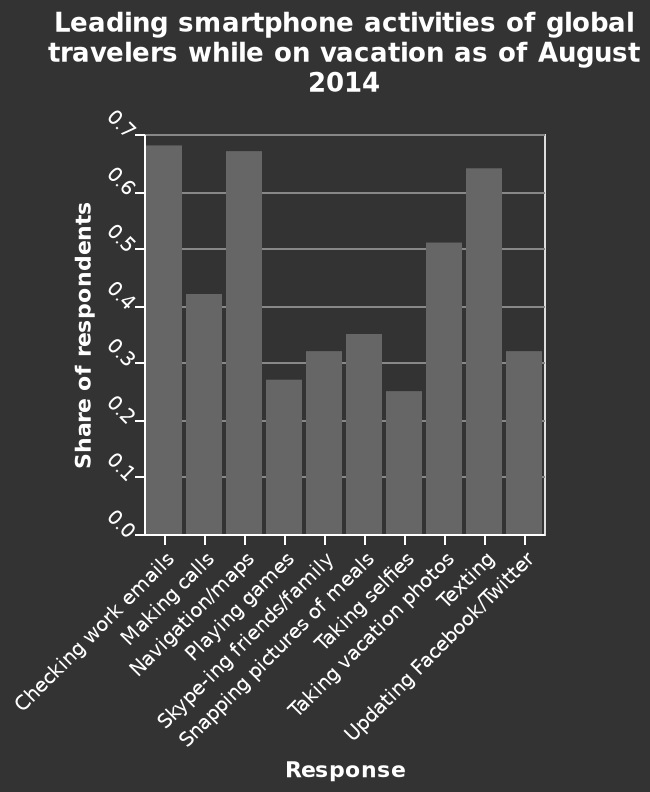 Leading smartphone activities of global
travelers while on vacation as of August
2014
Share of respondents
0.7
0.6
0.5
0.4
0.3
0.2
0.1
0.0
Checking work emails
Making calls
Navigation/maps
Playing games
Skype-ing friends/family
Snapping pictures of meals
Taking selfies
Taking vacation photos
Texting
Updating Facebook/Twitter
Response